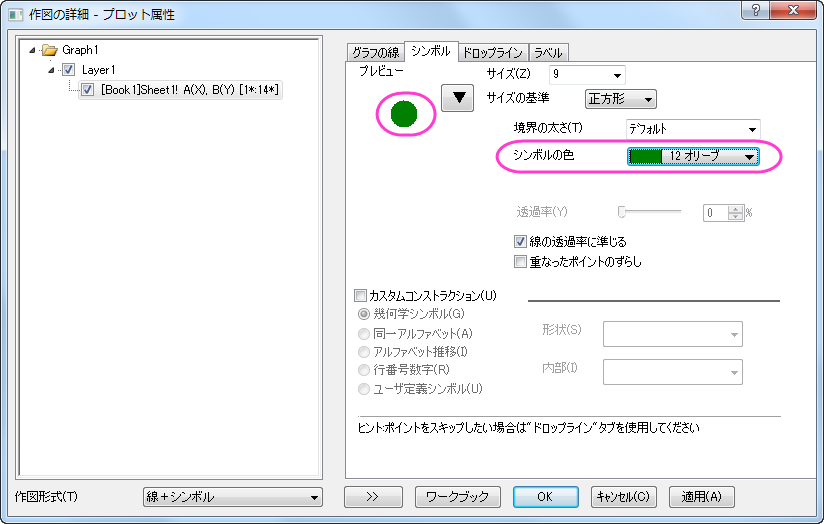 作図の詳細 - プロット属性
Graph1
Layer1
[Book1]Sheet1! A(X), B(Y) [1*:14*]
グラフの線 シンボル ドロップライン ラベル
プレビュー
サイズ(Z) 9
サイズの基準 正方形
境界の太さ(T) デフォルト
シンボルの色 12 オリーブ
透過率(Y) 0 %
線の透過率に準じる
重なったポイントのずらし
カスタムコンストラクション(U)
幾何学シンボル(G)
同一アルファベット(A)
アルファベット推移(I)
行番号数字(R)
ユーザ定義シンボル(U)
形状(S)
内部(I)
ヒント:ポイントをスキップしたい場合は"ドロップライン"タブを使用してください
作図形式(T) 線+シンボル
>> ワークブック OK キャンセル(C) 適用(A)